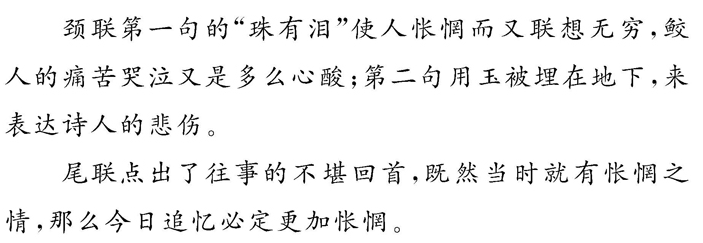 颈联第一句的“珠有泪”使人怅惘而又联想无穷,鲛
人的痛苦哭泣又是多么心酸;第二句用玉被埋在地下,来
表达诗人的悲伤。
尾联点出了往事的不堪回首,既然当时就有怅惘之
情,那么今日追忆必定更加怅惘。